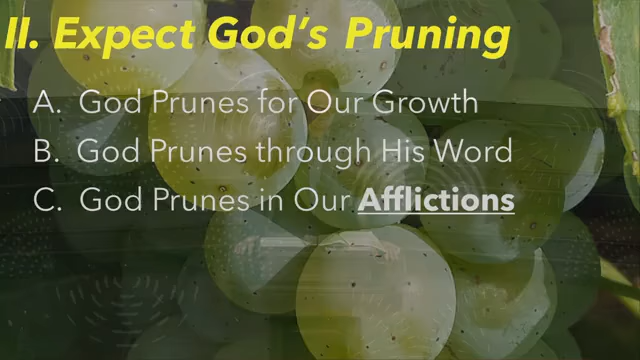 II. Expect God's Pruning
A. God Prunes for Our Growth
B. God Prunes through His Word
C. God Prunes in Our Afflictions